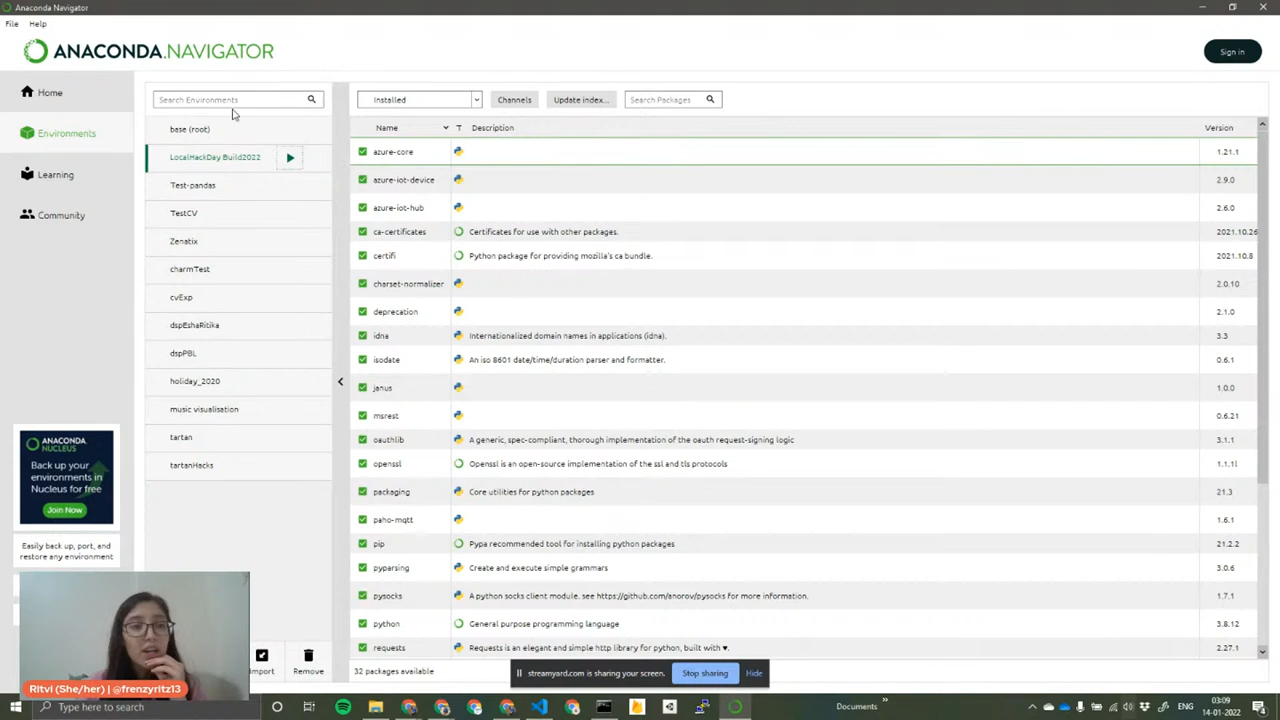 Anaconda Navigator
File Help
ANACONDA.NAVIGATOR
Sign in
Home
Environments
Learning
Community
Search Environments
base (root)
LocalHackDay Build2022
Test-pandas
TestCV
Zenatix
charmTest
cvExp
dspEshaRitika
dspPBL
holiday_2020
music visualisation
tartan
tartanHacks
Installed Channels Update index... Search Packages
Name T Description Version
azure-core 1.21.1
azure-iot-device 2.9.0
azure-iot-hub 2.6.0
ca-certificates Certificates for use with other packages. 2021.10.26
certifi Python package for providing mozilla's ca bundle. 2021.10.8
charset-normalizer 2.0.10
deprecation 2.1.0
idna Internationalized domain names in applications (idna). 3.3
isodate An iso 8601 date/time/duration parser and formatter. 0.6.1
janus 1.0.0
msrest 0.6.21
oauthlib A generic, spec-compliant, thorough implementation of the oauth request-signing logic 3.1.1
openssl Openssl is an open-source implementation of the ssl and tls protocols 1.1.1l
packaging Core utilities for python packages 21.3
paho-mqtt 1.6.1
pip Pypa recommended tool for installing python packages 21.2.2
pyparsing Create and execute simple grammars 3.0.6
pysocks A python socks client module. see https://github.com/anorov/pysocks for more information. 1.7.1
python General purpose programming language 3.8.12
requests Requests is an elegant and simple http library for python, built with ♥. 2.27.1
32 packages available
ANACONDA.
NUCLEUS
Back up your
environments in
Nucleus for free
Join Now
Easily back up, port, and
restore any environment
Import Remove
streamyard.com is sharing your screen. Stop sharing Hide
Ritvi (She/her) | @frenzyritz13
Type here to search
Documents
ENG
03:09
14-01-2022
4